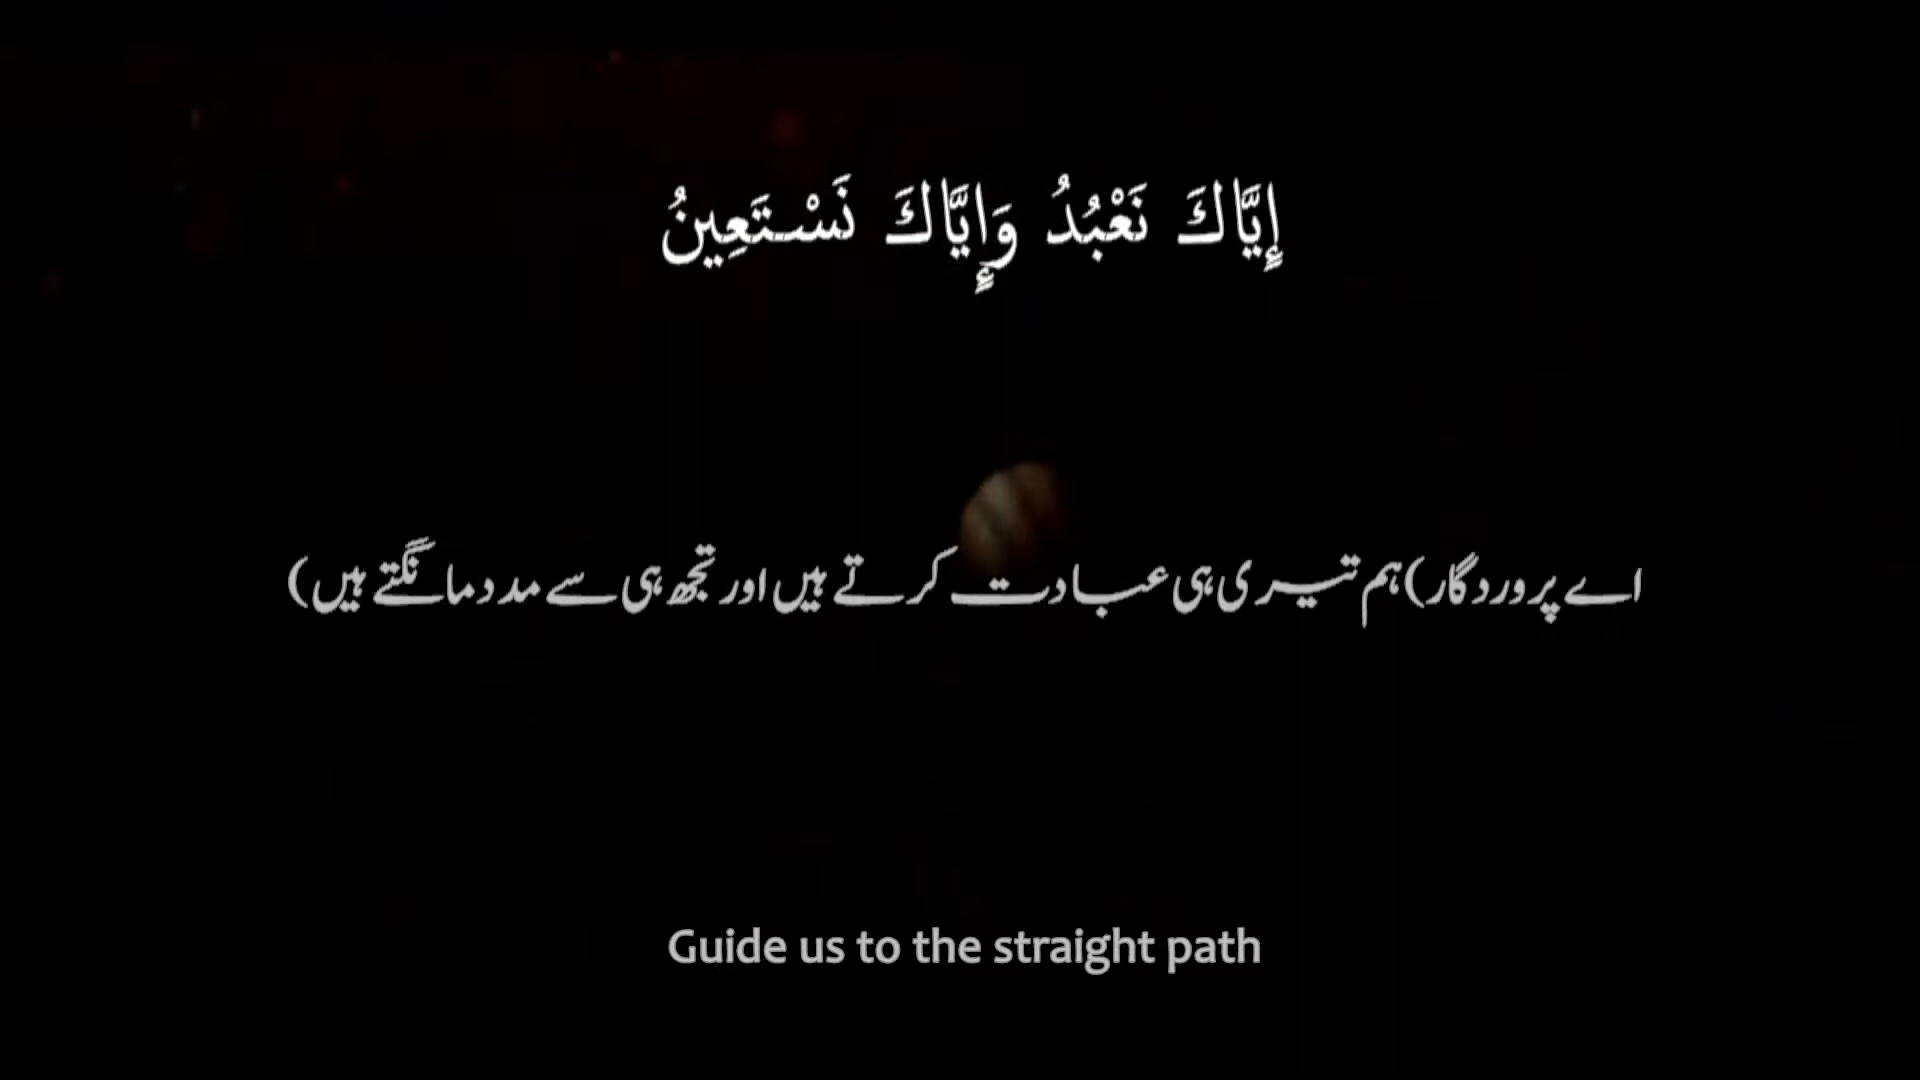 إِيَّاكَ نَعْبُدُ وَإِيَّاكَ نَسْتَعِينُ
اے پروردگار)ہم تیری ہی عبادت کرتے ہیں اور تجھ ہی سے مدد مانگتے ہیں)
Guide us to the straight path